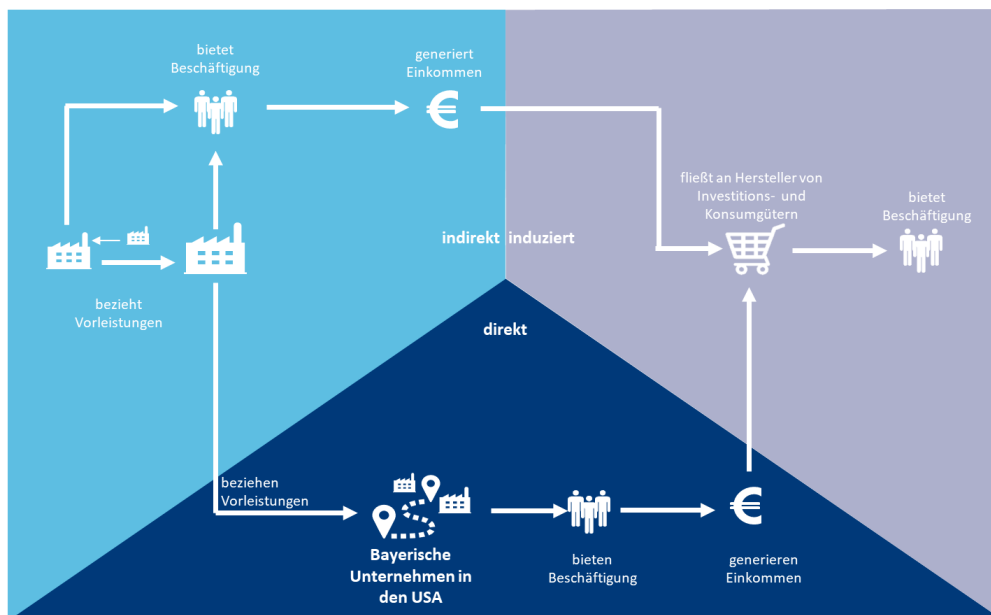 bietet
Beschäftigung
generiert
Einkommen
€
fließt an Hersteller von
Investitions- und
Konsumgütern
bietet
Beschäftigung
indirekt
induziert
bezieht
Vorleistungen
direkt
beziehen
Vorleistungen
€
Bayerische
Unternehmen in
den USA
bieten
Beschäftigung
generieren
Einkommen